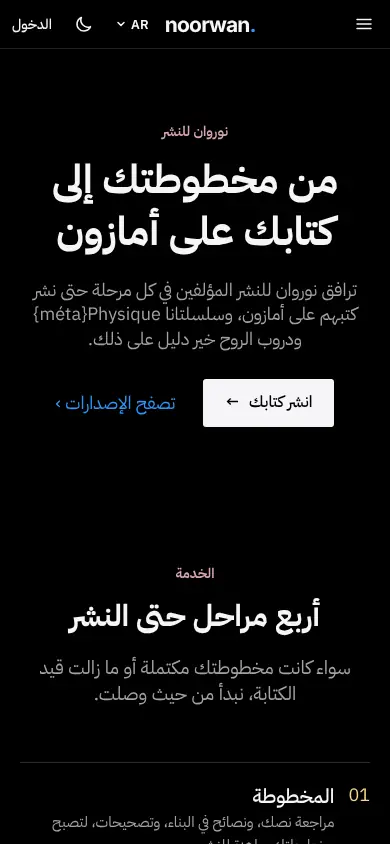 noorwan.
AR
الدخول
نوروان للنشر
من مخطوطتك إلى
كتابك على أمازون
ترافق نوروان للنشر المؤلفين في كل مرحلة حتى نشر
كتبهم على أمازون، وسلسلتانا méta}Physique}
ودروب الروح خير دليل على ذلك.
انشر كتابك ←
تصفح الإصدارات ›
الخدمة
أربع مراحل حتى النشر
سواء كانت مخطوطتك مكتملة أو ما زالت قيد
الكتابة، نبدأ من حيث وصلت.
01 المخطوطة
مراجعة نصك، ونصائح في البناء، وتصحيحات، لتصبح